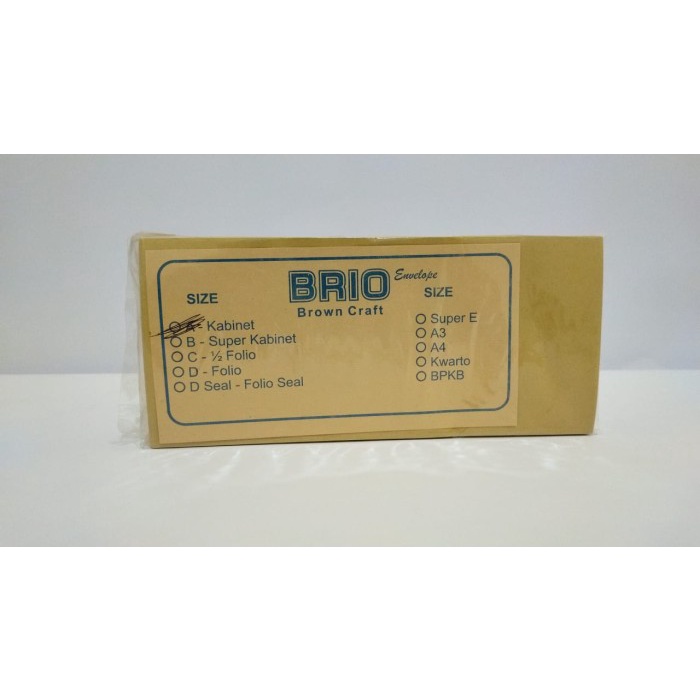 BRIO Envelope
Brown Craft
SIZE
A - Kabinet
B - Super Kabinet
C - ½ Folio
D - Folio
D Seal - Folio Seal
SIZE
Super E
A3
A4
Kwarto
BPKB